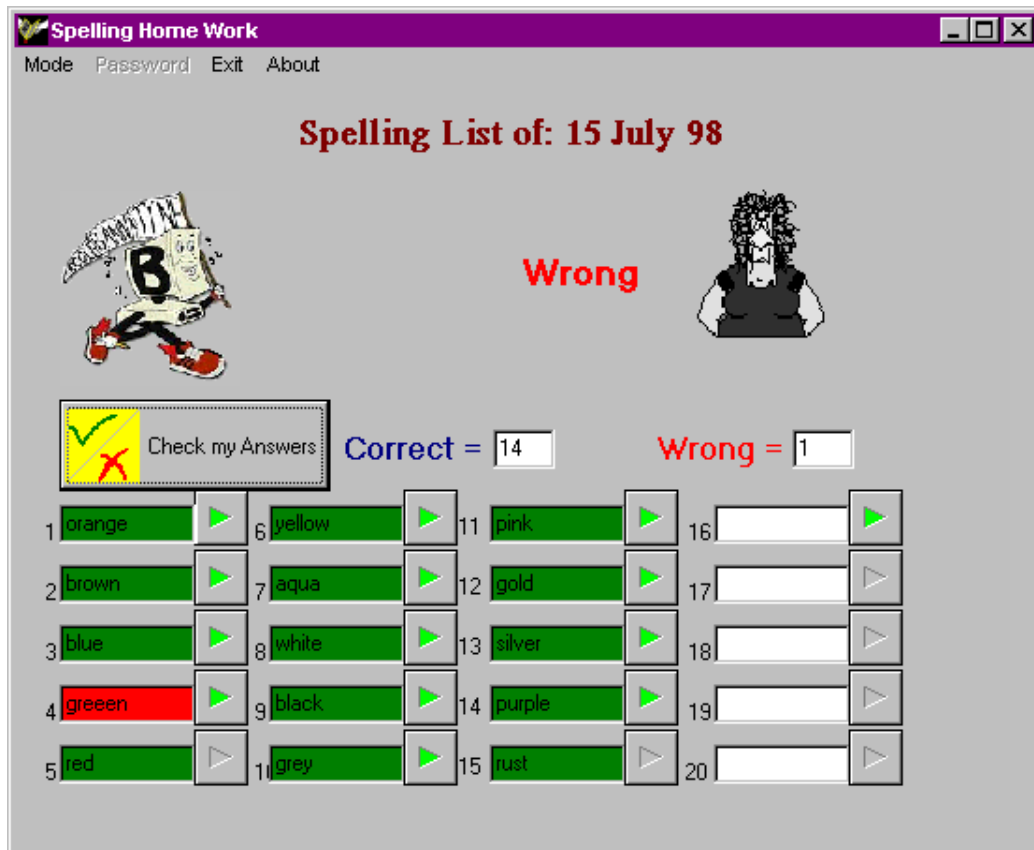 Spelling Home Work
Mode Password Exit About
Spelling List of: 15 July 98
B
Wrong
Check my Answers Correct = 14 Wrong = 1
1 orange 6 yellow 11 pink 16
2 brown 7 aqua 12 gold 17
3 blue 8 white 13 silver 18
4 greeen 9 black 14 purple 19
5 red 1 grey 15 rust 20